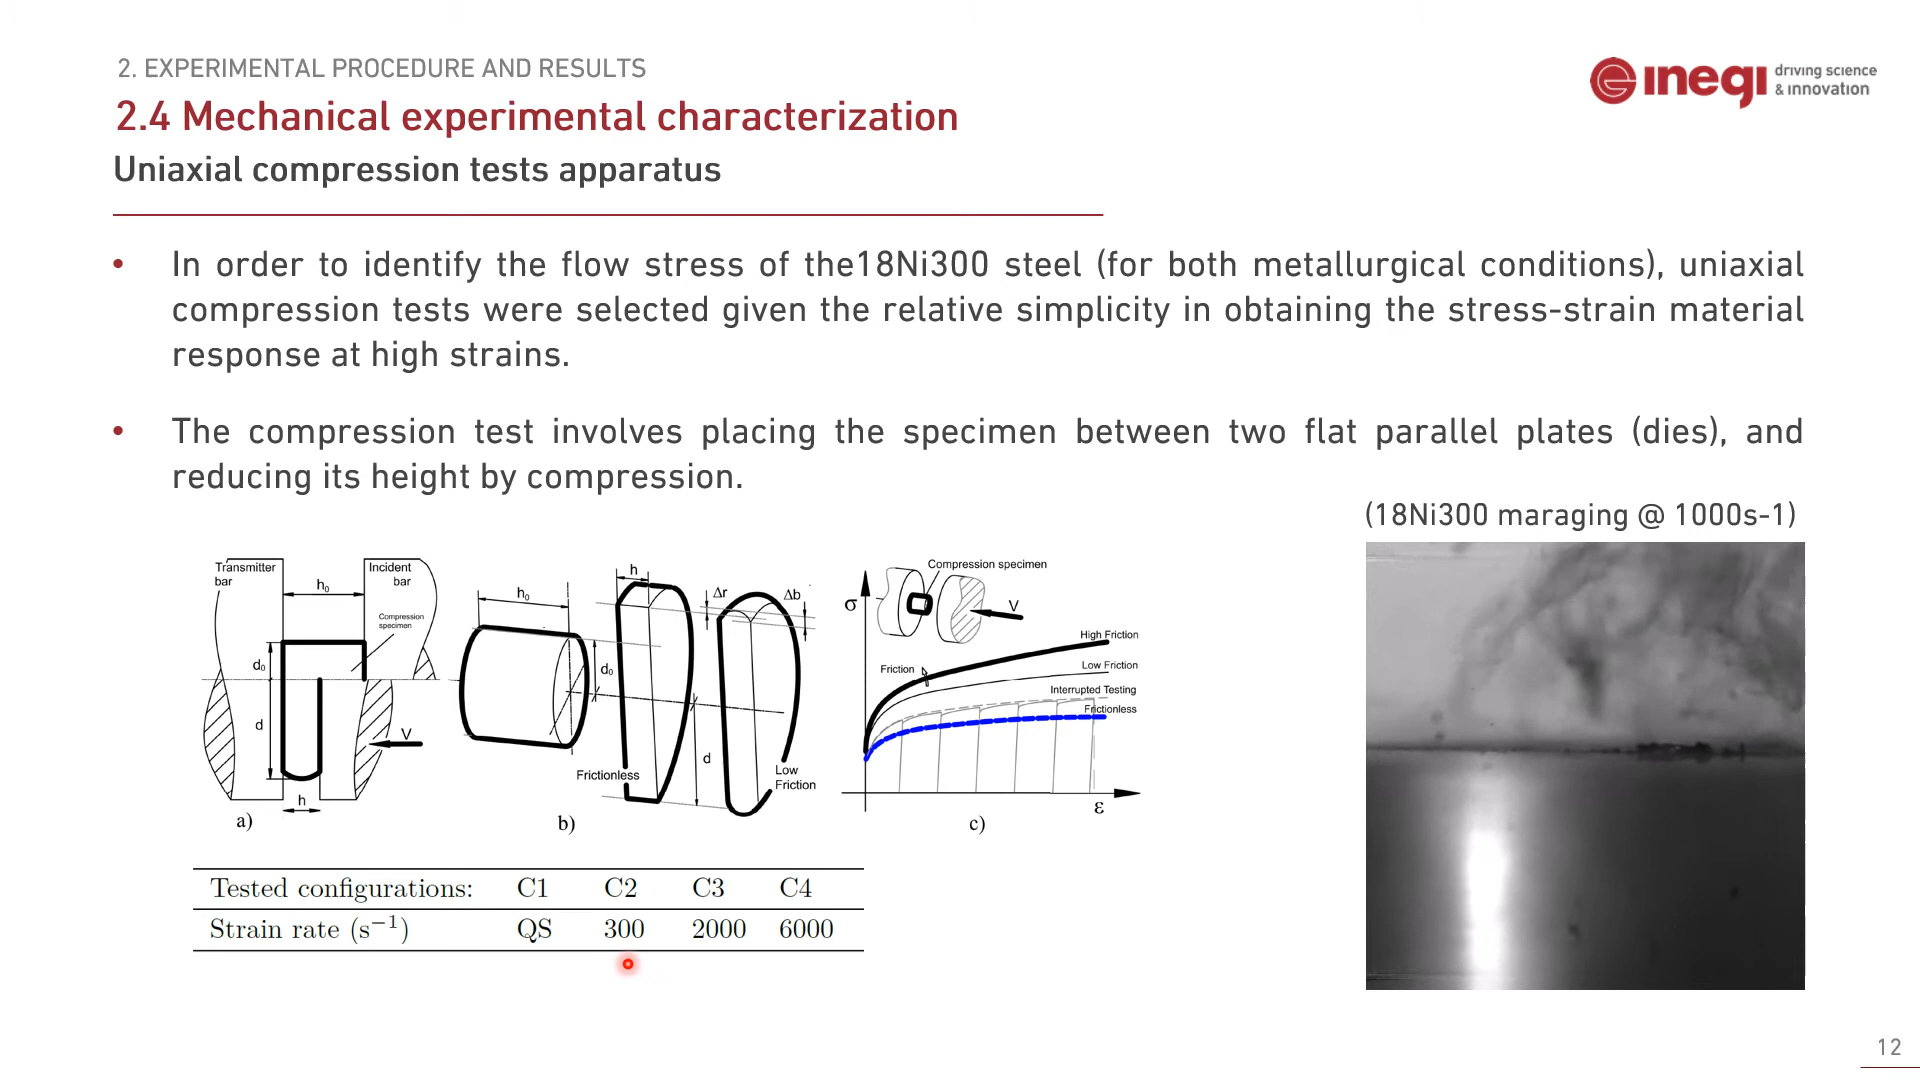 2. EXPERIMENTAL PROCEDURE AND RESULTS
2.4 Mechanical experimental characterization
Uniaxial compression tests apparatus
inegi driving science
& innovation
• In order to identify the flow stress of the18Ni300 steel (for both metallurgical conditions), uniaxial
compression tests were selected given the relative simplicity in obtaining the stress-strain material
response at high strains.
• The compression test involves placing the specimen between two flat parallel plates (dies), and
reducing its height by compression.
(18Ni300 maraging @ 1000s-1)
Transmitter
bar
h₀
Incident
bar
Compression
specimen
d₀
d
V
h
a)
h₀
d₀
h
Δr
Δb
d
Frictionless
Low
Friction
b)
Compression specimen
σ
V
High Friction
Friction
Low Friction
Interrupted Testing
Frictionless
ε
c)
Tested configurations: C1 C2 C3 C4
Strain rate (s⁻¹) QS 300 2000 6000
12